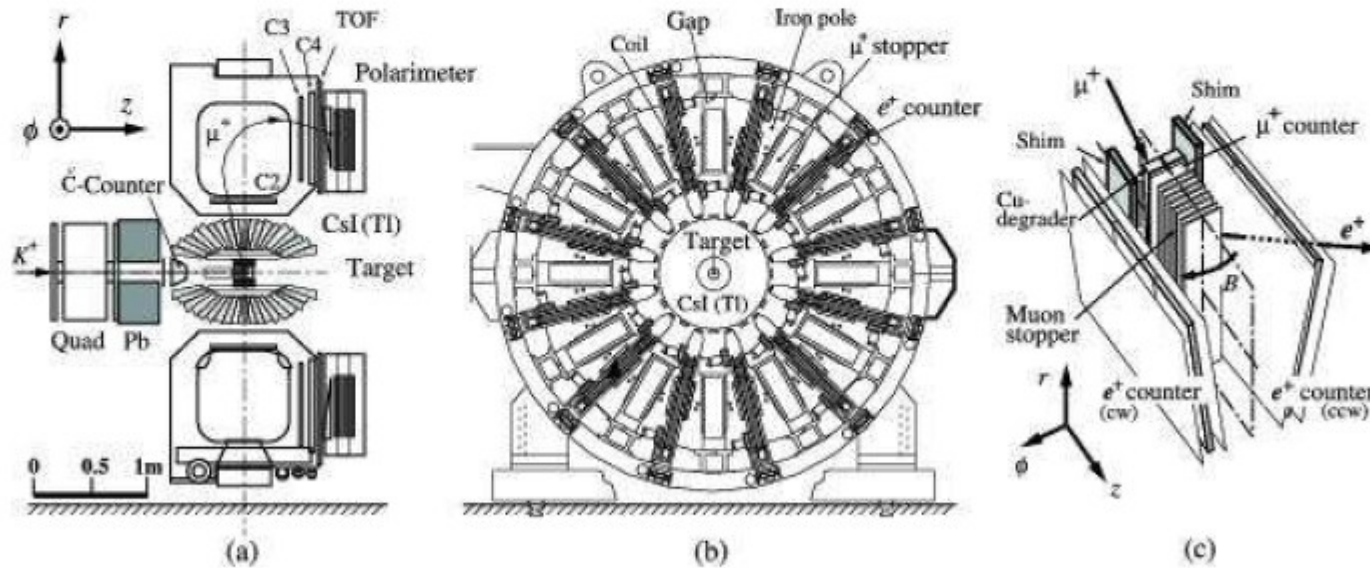 r
z
ϕ
C3
C4
TOF
Polarimeter
μ⁺
C2
Č-Counter
CsI (Tl)
K⁺
Target
Quad
Pb
0
0.5
1m
(a)
Gap
Iron pole
Coil
μ⁺ stopper
e⁺ counter
Target
CsI (Tl)
(b)
μ⁺
Shim
Shim
μ⁺ counter
Cu-
degrader
e⁺
B
Muon
stopper
r
e⁺ counter
(cw)
e⁺ counter
(ccw)
ϕ
z
(c)